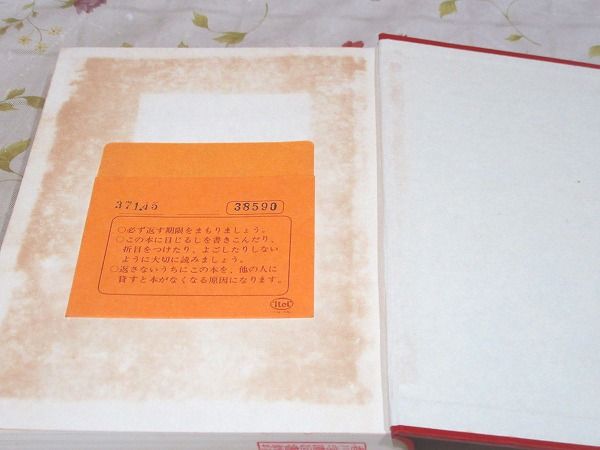 37145
38590
○必ず返す期限をまもりましょう。
○この本に目じるしを書きこんだり、
折目をつけたり、よごしたりしない
ように大切に読みましょう。
○返さないうちにこの本を、他の人に
貸すと本がなくなる原因になります。
itel